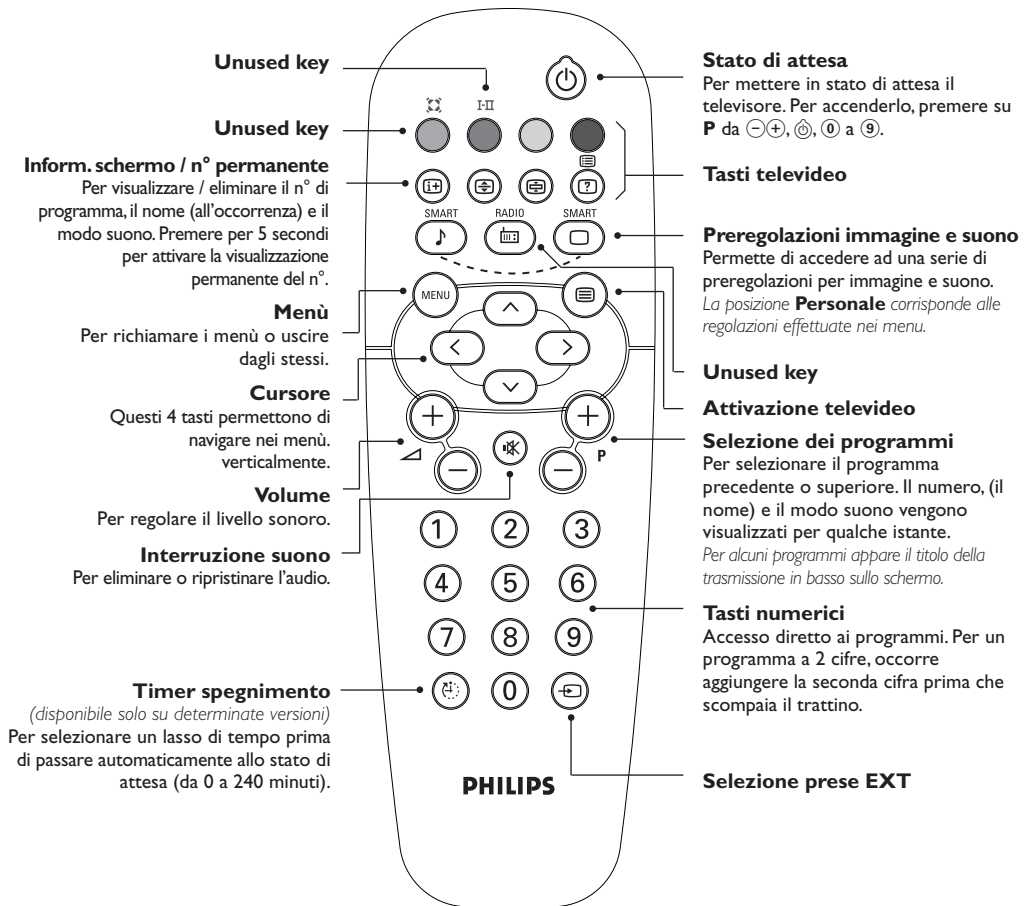 Unused key
Unused key
Inform. schermo / n° permanente
Per visualizzare / eliminare il n° di
programma, il nome (all'occorrenza) e il
modo suono. Premere per 5 secondi
per attivare la visualizzazione
permanente del n°.
Menù
Per richiamare i menù o uscire
dagli stessi.
Cursore
Questi 4 tasti permettono di
navigare nei menù.
verticalmente.
Volume
Per regolare il livello sonoro.
Interruzione suono
Per eliminare o ripristinare l'audio.
Timer spegnimento
(disponibile solo su determinate versioni)
Per selezionare un lasso di tempo prima
di passare automaticamente allo stato di
attesa (da 0 a 240 minuti).
I-II
i+
?
SMART RADIO SMART
MENU
P
1 2 3
4 5 6
7 8 9
0
PHILIPS
Stato di attesa
Per mettere in stato di attesa il
televisore. Per accenderlo, premere su
P da -+, , 0 a 9.
Tasti televideo
Preregolazioni immagine e suono
Permette di accedere ad una serie di
preregolazioni per immagine e suono.
La posizione Personale corrisponde alle
regolazioni effettuate nei menu.
Unused key
Attivazione televideo
Selezione dei programmi
Per selezionare il programma
precedente o superiore. Il numero, (il
nome) e il modo suono vengono
visualizzati per qualche istante.
Per alcuni programmi appare il titolo della
trasmissione in basso sullo schermo.
Tasti numerici
Accesso diretto ai programmi. Per un
programma a 2 cifre, occorre
aggiungere la seconda cifra prima che
scompaia il trattino.
Selezione prese EXT